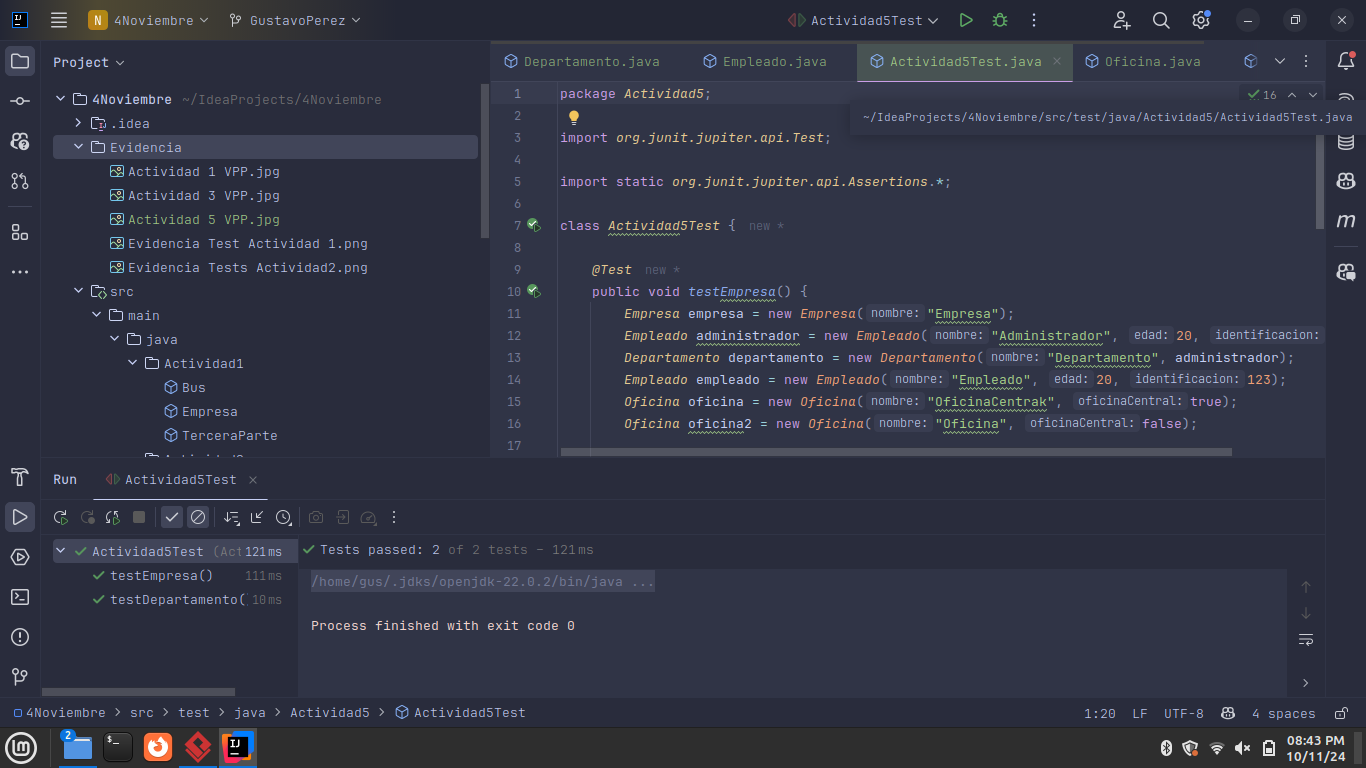 N 4Noviembre GustavoPerez Actividad5Test
Project
4Noviembre ~/IdeaProjects/4Noviembre
.idea
Evidencia
Actividad 1 VPP.jpg
Actividad 3 VPP.jpg
Actividad 5 VPP.jpg
Evidencia Test Actividad 1.png
Evidencia Tests Actividad2.png
src
main
java
Actividad1
Bus
Empresa
TerceraParte
Departamento.java Empleado.java Actividad5Test.java Oficina.java
1 package Actividad5;
16
~/IdeaProjects/4Noviembre/src/test/java/Actividad5/Actividad5Test.java
2
3 import org.junit.jupiter.api.Test;
4
5 import static org.junit.jupiter.api.Assertions.*;
6
7 class Actividad5Test { new *
8
9 @Test new *
10 public void testEmpresa() {
11 Empresa empresa = new Empresa( nombre: "Empresa");
12 Empleado administrador = new Empleado( nombre: "Administrador", edad: 20, identificacion:
13 Departamento departamento = new Departamento( nombre: "Departamento", administrador);
14 Empleado empleado = new Empleado( nombre: "Empleado", edad: 20, identificacion: 123);
15 Oficina oficina = new Oficina( nombre: "OficinaCentrak", oficinaCentral: true);
16 Oficina oficina2 = new Oficina( nombre: "Oficina", oficinaCentral: false);
17
m
Run Actividad5Test
Actividad5Test (Act 121 ms
testEmpresa() 111 ms
testDepartamento( 10 ms
Tests passed: 2 of 2 tests – 121 ms
/home/gus/.jdks/openjdk-22.0.2/bin/java ...
Process finished with exit code 0
4Noviembre > src > test > java > Actividad5 > Actividad5Test
1:20 LF UTF-8 4 spaces
2
IJ
08:43 PM
10/11/24